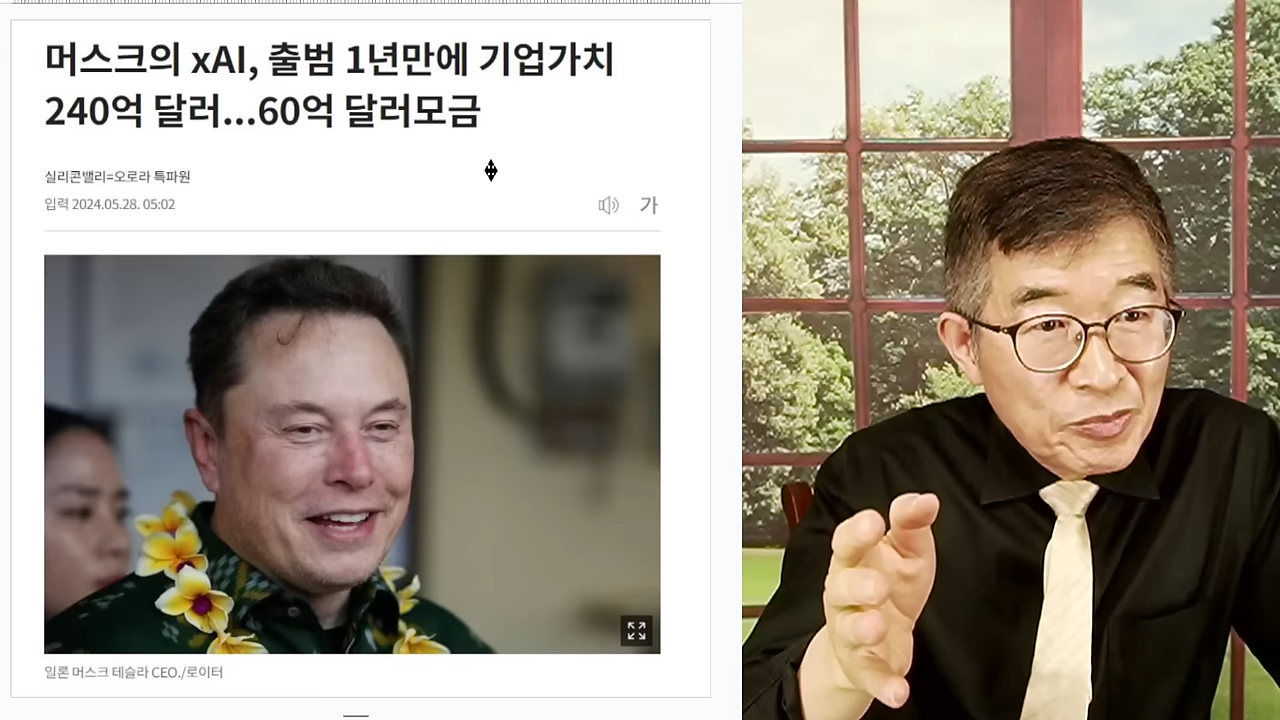 머스크의 xAI, 출범 1년만에 기업가치
240억 달러...60억 달러모금
실리콘밸리=오로라 특파원
입력 2024.05.28. 05:02
가
일론 머스크 테슬라 CEO./로이터